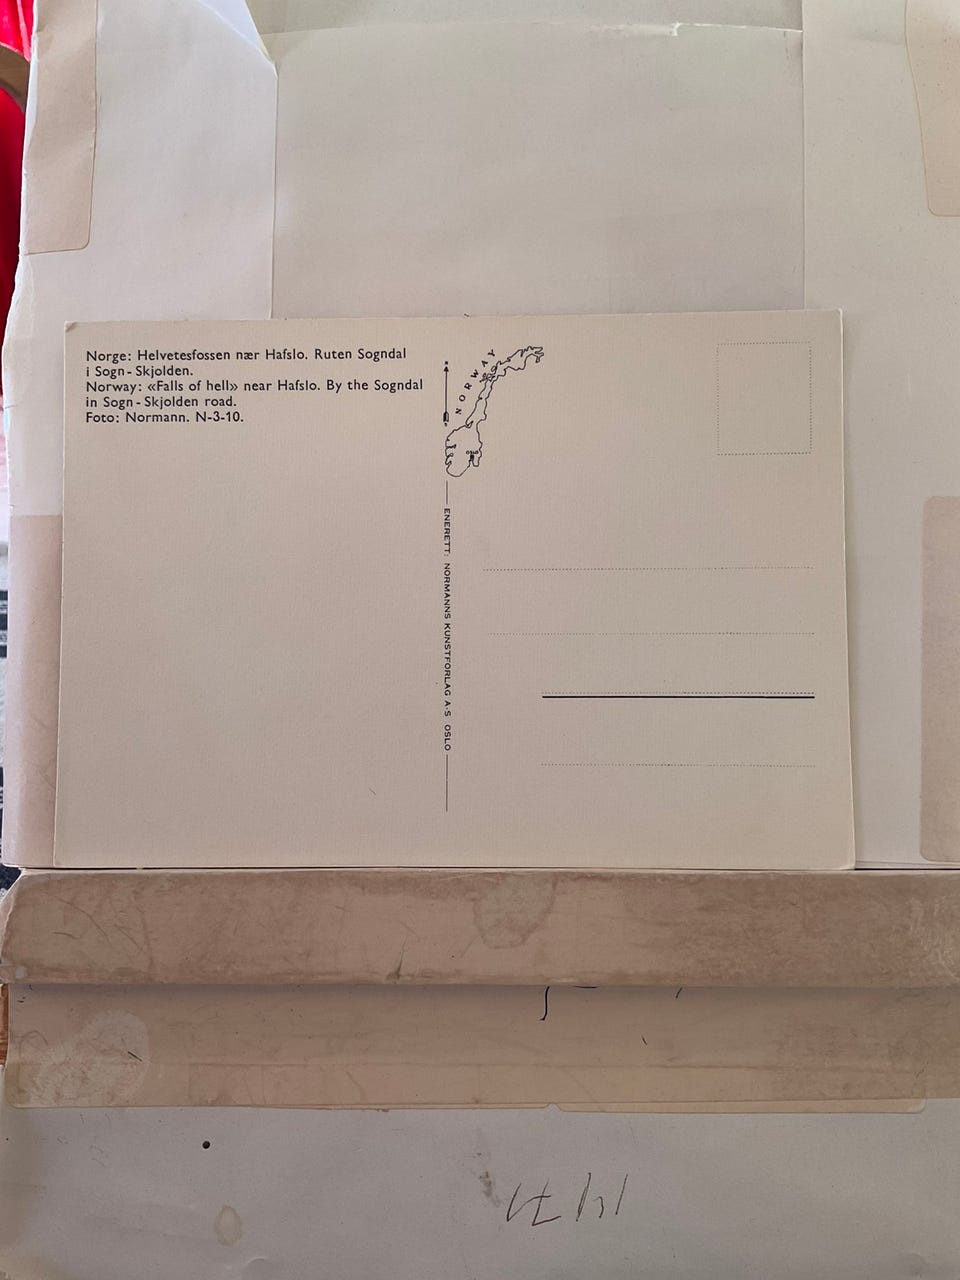 Norge: Helvetesfossen nær Hafslo. Ruten Sogndal
i Sogn - Skjolden.
Norway: «Falls of hell» near Hafslo. By the Sogndal
in Sogn - Skjolden road.
Foto: Normann. N-3-10.
NORWAY
OSLO
ENERETT: NORMANNS KUNSTFORLAG A·S OSLO